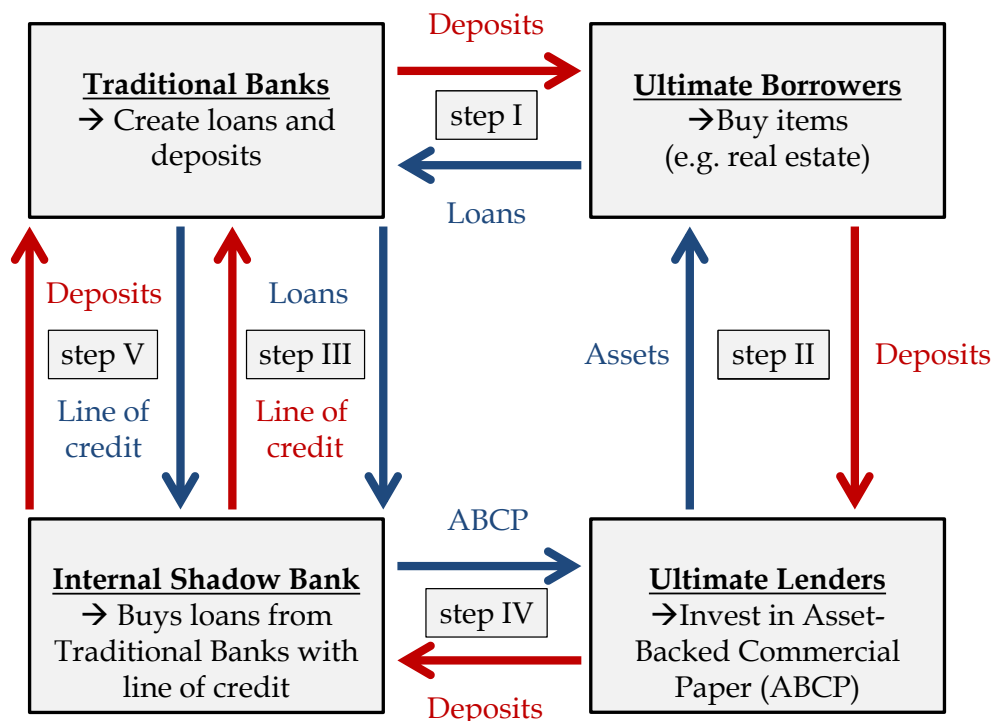 Deposits
Traditional Banks
→ Create loans and
deposits
step I
Ultimate Borrowers
→Buy items
(e.g. real estate)
Loans
Deposits
step V
Line of
credit
Loans
step III
Line of
credit
Assets
step II
Deposits
ABCP
Internal Shadow Bank
→ Buys loans from
Traditional Banks with
line of credit
step IV
Ultimate Lenders
→Invest in Asset-
Backed Commercial
Paper (ABCP)
Deposits